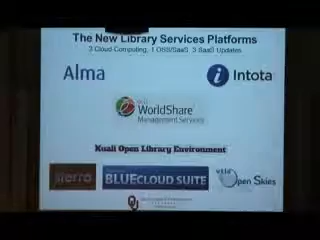 The New Library Services Platforms
3 Cloud Computing, 1 OSS/SaaS, 3 SaaS Updates
Alma
Intota
WorldShare
Management Services
Kuali Open Library Environment
sierra
BLUECLOUD SUITE
vtls
Open Skies